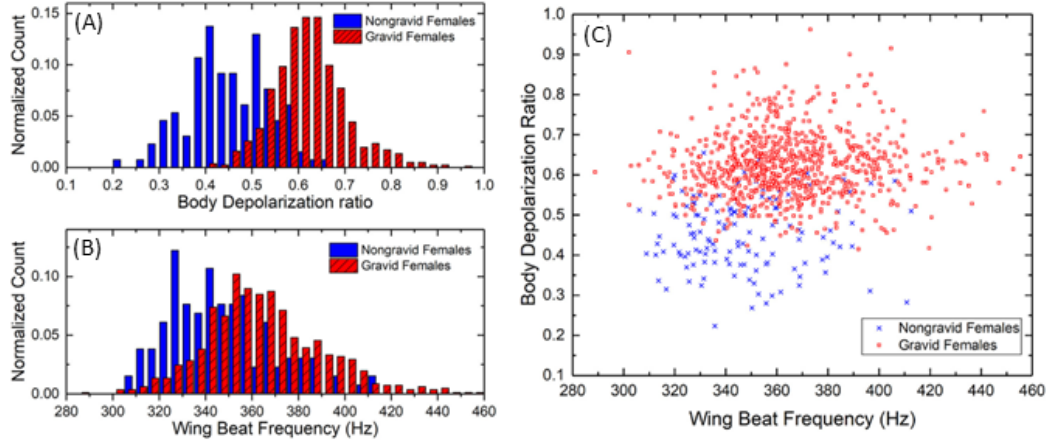 (A)
Nongravid Females
Gravid Females
Normalized Count
0.15
0.10
0.05
0.00
0.1 0.2 0.3 0.4 0.5 0.6 0.7 0.8 0.9 1.0
Body Depolarization ratio
(B)
Nongravid Females
Gravid Females
Normalized Count
0.10
0.05
0.00
280 300 320 340 360 380 400 420 440 460
Wing Beat Frequency (Hz)
(C)
Body Depolarization Ratio
1.0
0.9
0.8
0.7
0.6
0.5
0.4
0.3
0.2
0.1
Nongravid Females
Gravid Females
280 300 320 340 360 380 400 420 440 460
Wing Beat Frequency (Hz)